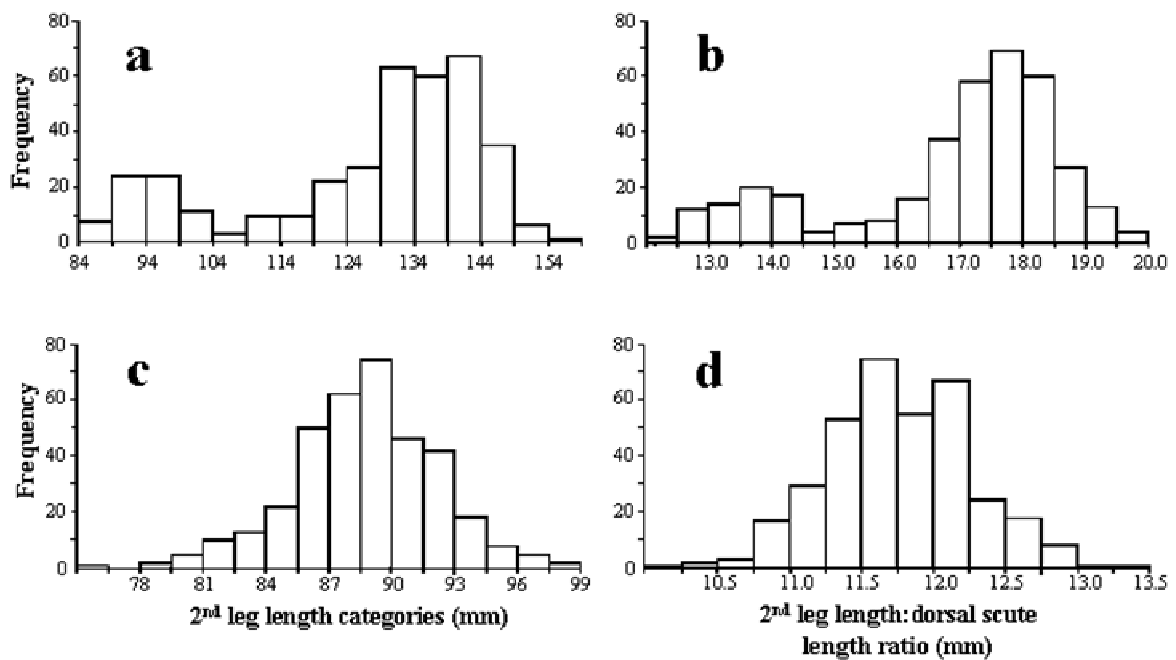 80
60
40
20
0
Frequency
a
84 94 104 114 124 134 144 154
80
60
40
20
0
b
13.0 14.0 15.0 16.0 17.0 18.0 19.0 20.0
80
60
40
20
0
Frequency
c
78 81 84 87 90 93 96 99
2nd leg length categories (mm)
80
60
40
20
0
d
10.5 11.0 11.5 12.0 12.5 13.0 13.5
2nd leg length:dorsal scute
length ratio (mm)